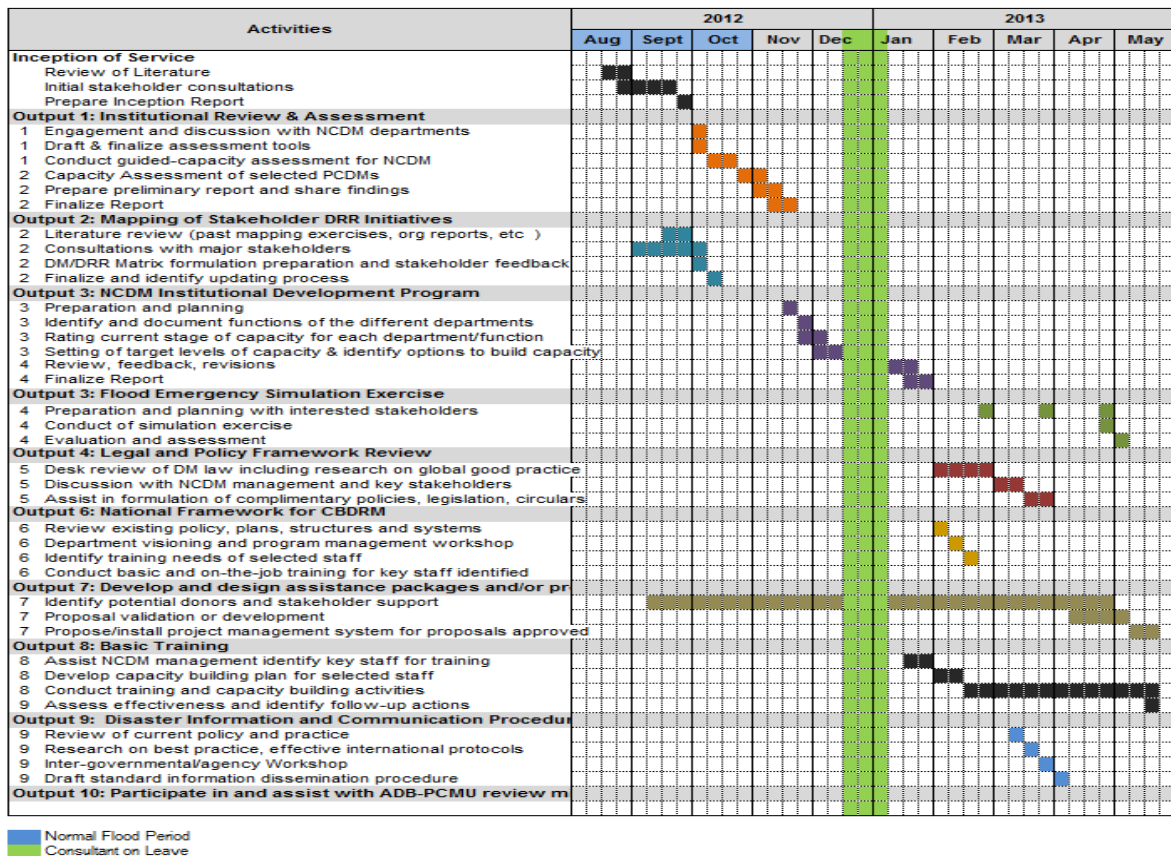 Activities
2012
2013
Aug Sept Oct Nov Dec Jan Feb Mar Apr May
Inception of Service
Review of Literature
Initial stakeholder consultations
Prepare Inception Report
Output 1: Institutional Review & Assessment
1 Engagement and discussion with NCDM departments
1 Draft & finalize assessment tools
1 Conduct guided-capacity assessment for NCDM
2 Capacity Assessment of selected PCDMs
2 Prepare preliminary report and share findings
2 Finalize Report
Output 2: Mapping of Stakeholder DRR Initiatives
2 Literature review (past mapping exercises, org reports, etc )
2 Consultations with major stakeholders
2 DM/DRR Matrix formulation preparation and stakeholder feedback
2 Finalize and identify updating process
Output 3: NCDM Institutional Development Program
3 Preparation and planning
3 Identify and document functions of the different departments
3 Rating current stage of capacity for each department/function
3 Setting of target levels of capacity & identify options to build capacity
4 Review, feedback, revisions
4 Finalize Report
Output 3: Flood Emergency Simulation Exercise
4 Preparation and planning with interested stakeholders
4 Conduct of simulation exercise
4 Evaluation and assessment
Output 4: Legal and Policy Framework Review
5 Desk review of DM law including research on global good practice
5 Discussion with NCDM management and key stakeholders
5 Assist in formulation of complimentary policies, legislation, circulars
Output 6: National Framework for CBDRM
6 Review existing policy, plans, structures and systems
6 Department visioning and program management workshop
6 Identify training needs of selected staff
6 Conduct basic and on-the-job training for key staff identified
Output 7: Develop and design assistance packages and/or pr
7 Identify potential donors and stakeholder support
7 Proposal validation or development
7 Propose/install project management system for proposals approved
Output 8: Basic Training
8 Assist NCDM management identify key staff for training
8 Develop capacity building plan for selected staff
8 Conduct training and capacity building activities
9 Assess effectiveness and identify follow-up actions
Output 9: Disaster Information and Communication Procedu
9 Review of current policy and practice
9 Research on best practice, effective international protocols
9 Inter-governmental/agency Workshop
9 Draft standard information dissemination procedure
Output 10: Participate in and assist with ADB-PCMU review m
Normal Flood Period
Consultant on Leave